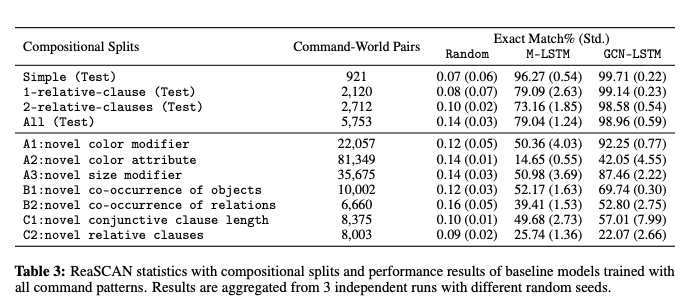 Compositional Splits Command-World Pairs Exact Match% (Std.)
Random M-LSTM GCN-LSTM
Simple (Test) 921 0.07 (0.06) 96.27 (0.54) 99.71 (0.22)
1-relative-clause (Test) 2,120 0.08 (0.07) 79.09 (2.63) 99.14 (0.23)
2-relative-clauses (Test) 2,712 0.10 (0.02) 73.16 (1.85) 98.58 (0.54)
All (Test) 5,753 0.14 (0.03) 79.04 (1.24) 98.96 (0.59)
A1:novel color modifier 22,057 0.12 (0.05) 50.36 (4.03) 92.25 (0.77)
A2:novel color attribute 81,349 0.14 (0.01) 14.65 (0.55) 42.05 (4.55)
A3:novel size modifier 35,675 0.14 (0.03) 50.98 (3.69) 87.46 (2.22)
B1:novel co-occurrence of objects 10,002 0.12 (0.03) 52.17 (1.63) 69.74 (0.30)
B2:novel co-occurrence of relations 6,660 0.16 (0.05) 39.41 (1.53) 52.80 (2.75)
C1:novel conjunctive clause length 8,375 0.10 (0.01) 49.68 (2.73) 57.01 (7.99)
C2:novel relative clauses 8,003 0.09 (0.02) 25.74 (1.36) 22.07 (2.66)
Table 3: ReaSCAN statistics with compositional splits and performance results of baseline models trained with
all command patterns. Results are aggregated from 3 independent runs with different random seeds.